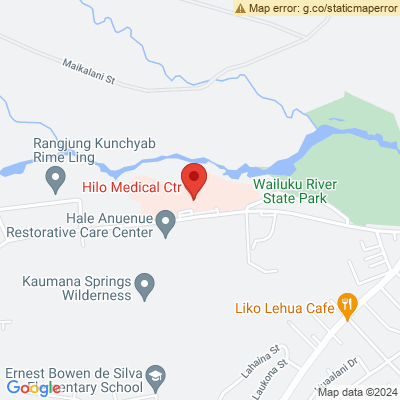 Map error: g.co/staticmaperror
Maikalani St
Rangjung Kunchyab
Rime Ling
Hilo Medical Ctr
Wailuku River
State Park
Hale Anuenue
Restorative Care Center
Kaumana Springs
Wilderness
Liko Lehua Cafe
Lahaina St
Laukona St
Ernest Bowen de Silva
Elementary School
Google
Map data ©2024